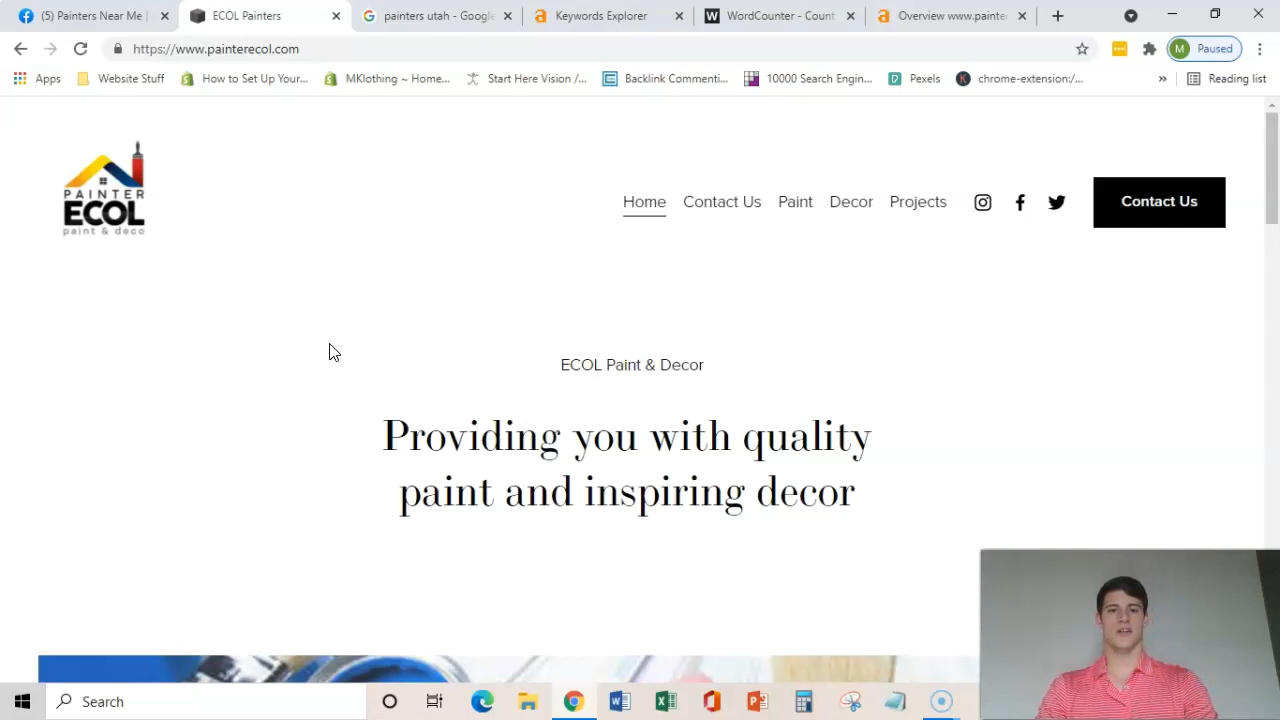 (5) Painters Near Me |
ECOL Painters
painters utah - Google
Keywords Explorer
WordCounter - Count
Overview www.painter
https://www.painterecol.com
M Paused
Apps
Website Stuff
How to Set Up Your...
MKlothing ~ Home...
Start Here Vision /...
Backlink Commenti...
10000 Search Engin...
Pexels
chrome-extension:/...
»
Reading list
PAINTER
ECOL
paint & deco
Home
Contact Us
Paint
Decor
Projects
Contact Us
ECOL Paint & Decor
Providing you with quality
paint and inspiring decor
Search